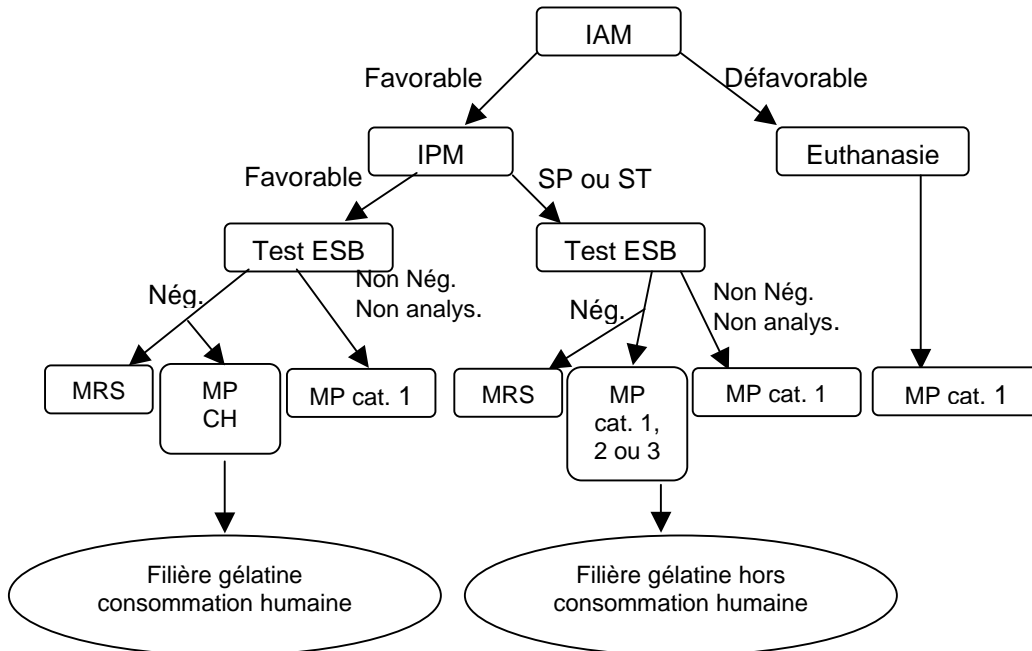 IAM
Favorable
Défavorable
IPM
Euthanasie
Favorable
SP ou ST
Test ESB
Test ESB
Nég.
Non Nég.
Non analys.
Nég.
Non Nég.
Non analys.
MRS
MP
CH
MP cat. 1
MRS
MP
cat. 1,
2 ou 3
MP cat. 1
MP cat. 1
Filière gélatine
consommation humaine
Filière gélatine hors
consommation humaine